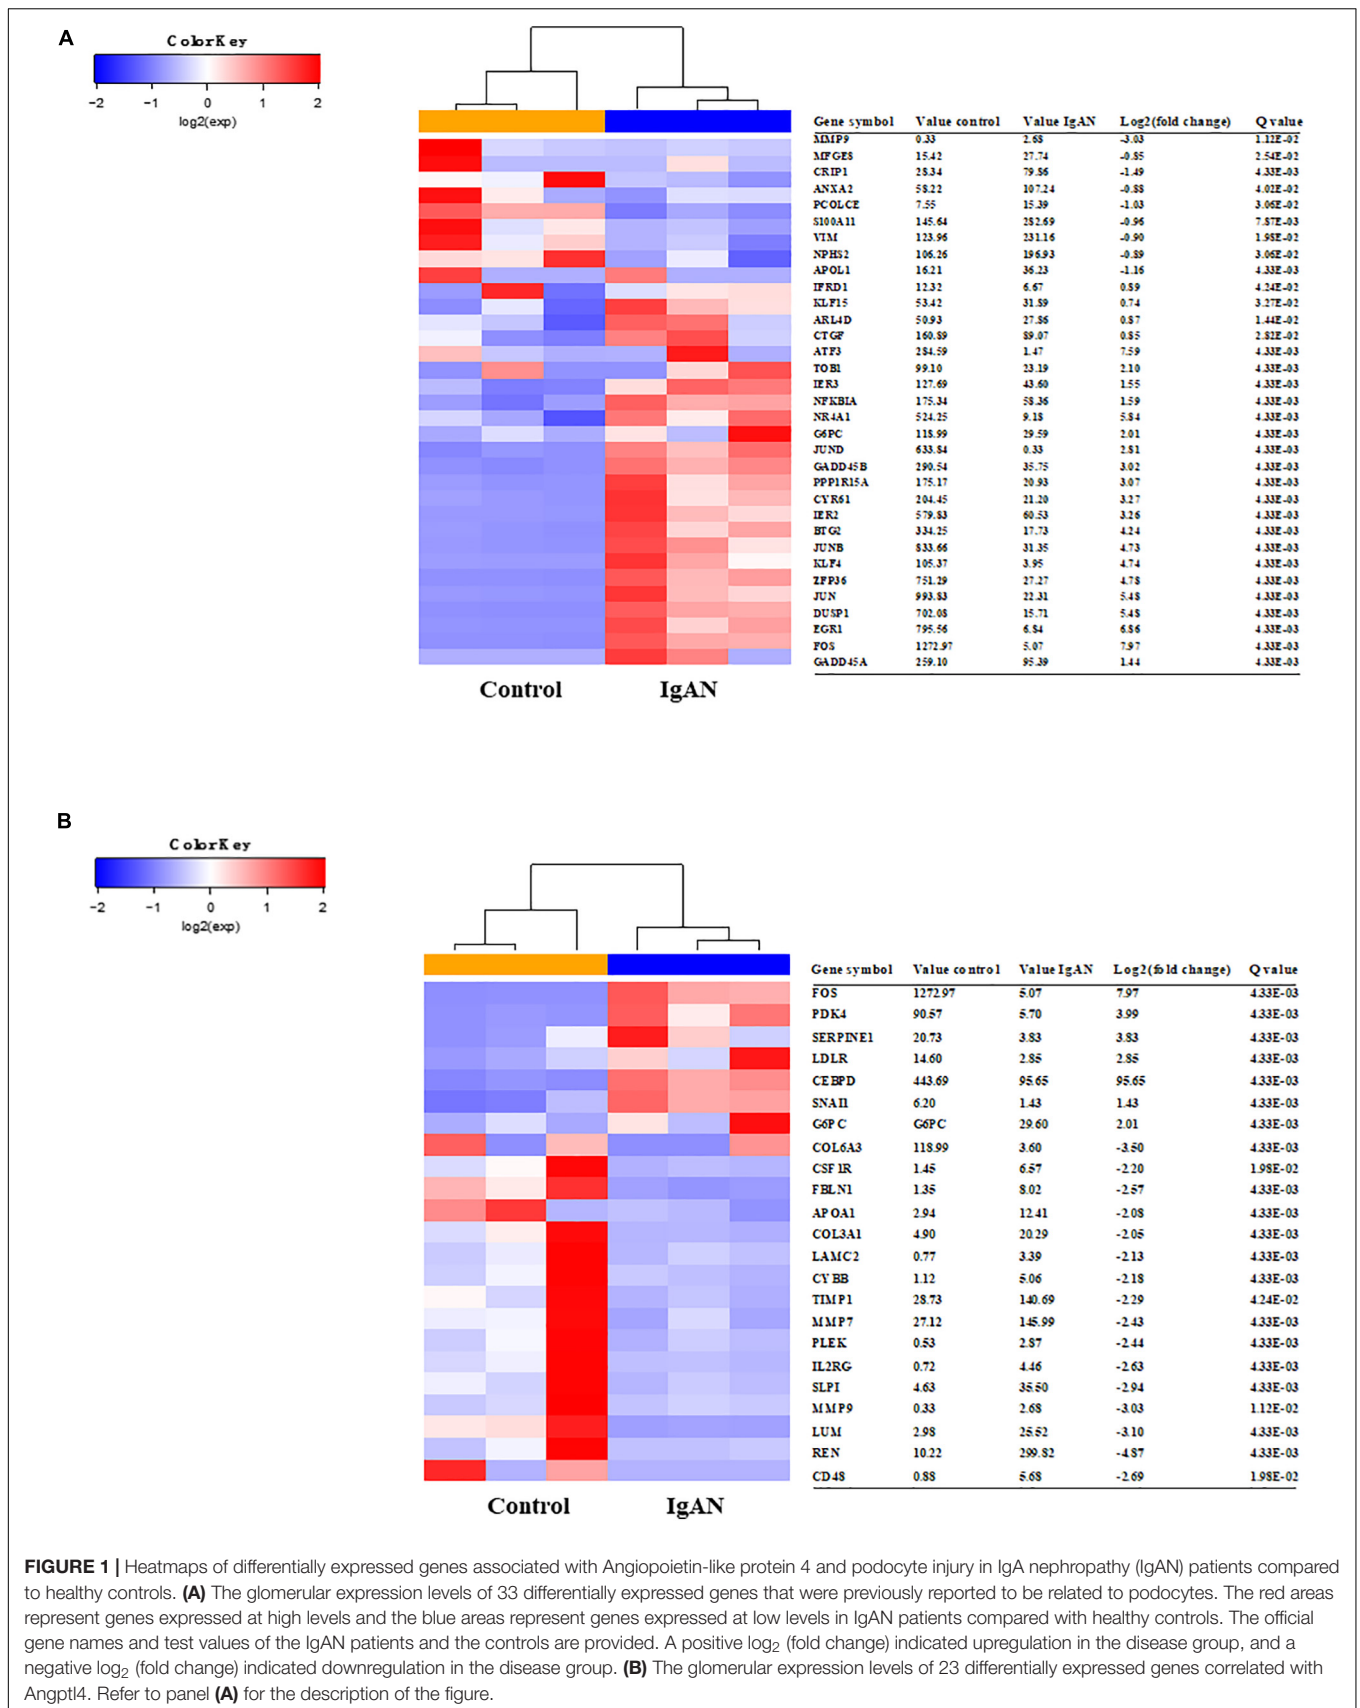 A
ColorKey
-2 -1 0 1 2
log2(exp)
Gene symbol Value control Value IgAN Log2(fold change) Q value
MMP9 0.33 2.68 -3.03 1.12E-02
MFGE8 15.42 27.74 -0.85 2.54E-02
CRIP1 28.34 79.86 -1.49 4.33E-03
ANXA2 58.22 107.24 -0.88 4.02E-02
PCOLCE 7.55 15.39 -1.03 3.06E-02
S100A11 145.64 282.69 -0.96 7.87E-03
VIM 123.96 231.16 -0.90 1.98E-02
NPHS2 106.26 196.93 -0.89 3.06E-02
APOL1 16.21 36.23 -1.16 4.33E-03
IFRD1 12.32 6.67 0.89 4.24E-02
KLF15 53.42 31.89 0.74 3.27E-02
ARL4D 50.93 27.86 0.87 1.44E-02
CTGF 160.89 89.07 0.85 2.82E-02
ATF3 284.59 1.47 7.59 4.33E-03
TOB1 99.10 23.19 2.10 4.33E-03
IER3 127.69 43.60 1.55 4.33E-03
NFKBIA 175.34 58.36 1.59 4.33E-03
NR4A1 524.25 9.18 5.84 4.33E-03
G6PC 118.99 29.59 2.01 4.33E-03
JUND 633.84 0.33 2.81 4.33E-03
GADD45B 290.54 35.75 3.02 4.33E-03
PPP1R15A 175.17 20.93 3.07 4.33E-03
CYR61 204.45 21.20 3.27 4.33E-03
IER2 579.83 60.53 3.26 4.33E-03
BTG2 334.25 17.73 4.24 4.33E-03
JUNB 833.66 31.35 4.73 4.33E-03
KLF4 105.37 3.95 4.74 4.33E-03
ZFP36 751.29 27.27 4.78 4.33E-03
JUN 993.83 22.31 5.48 4.33E-03
DUSP1 702.08 15.71 5.48 4.33E-03
EGR1 795.56 6.84 6.86 4.33E-03
FOS 1272.97 5.07 7.97 4.33E-03
GADD45A 259.10 95.39 1.44 4.33E-03
Control IgAN
B
ColorKey
-2 -1 0 1 2
log2(exp)
Gene symbol Value control Value IgAN Log2(fold change) Q value
FOS 1272.97 5.07 7.97 4.33E-03
PDK4 90.57 5.70 3.99 4.33E-03
SERPINE1 20.73 3.83 3.83 4.33E-03
LDLR 14.60 2.85 2.85 4.33E-03
CEBPD 443.69 95.65 95.65 4.33E-03
SNAI1 6.20 1.43 1.43 4.33E-03
G6PC G6PC 29.60 2.01 4.33E-03
COL6A3 118.99 3.60 -3.50 4.33E-03
CSF1R 1.45 6.57 -2.20 1.98E-02
FBLN1 1.35 8.02 -2.57 4.33E-03
APOA1 2.94 12.41 -2.08 4.33E-03
COL3A1 4.90 20.29 -2.05 4.33E-03
LAMC2 0.77 3.39 -2.13 4.33E-03
CYBB 1.12 5.06 -2.18 4.33E-03
TIMP1 28.73 140.69 -2.29 4.24E-02
MMP7 27.12 145.99 -2.43 4.33E-03
PLEK 0.53 2.87 -2.44 4.33E-03
IL2RG 0.72 4.46 -2.63 4.33E-03
SLPI 4.63 35.50 -2.94 4.33E-03
MMP9 0.33 2.68 -3.03 1.12E-02
LUM 2.98 25.52 -3.10 4.33E-03
REN 10.22 299.82 -4.87 4.33E-03
CD48 0.88 5.68 -2.69 1.98E-02
Control IgAN
FIGURE 1 | Heatmaps of differentially expressed genes associated with Angiopoietin-like protein 4 and podocyte injury in IgA nephropathy (IgAN) patients compared
to healthy controls. (A) The glomerular expression levels of 33 differentially expressed genes that were previously reported to be related to podocytes. The red areas
represent genes expressed at high levels and the blue areas represent genes expressed at low levels in IgAN patients compared with healthy controls. The official
gene names and test values of the IgAN patients and the controls are provided. A positive log2 (fold change) indicated upregulation in the disease group, and a
negative log2 (fold change) indicated downregulation in the disease group. (B) The glomerular expression levels of 23 differentially expressed genes correlated with
Angptl4. Refer to panel (A) for the description of the figure.